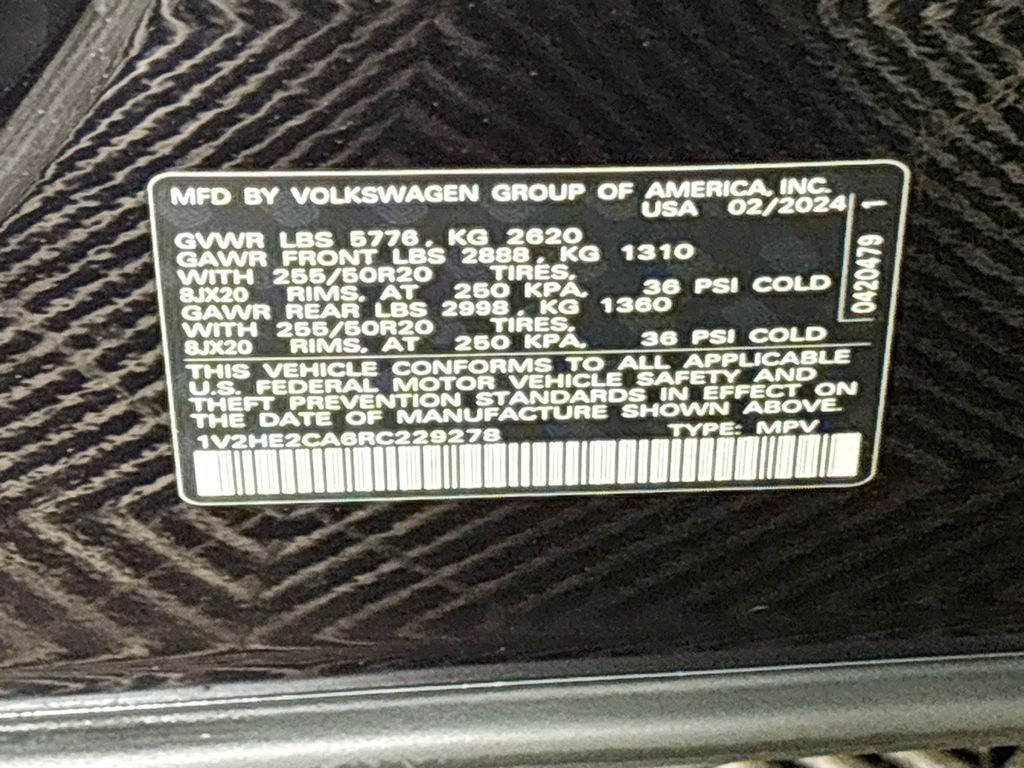 MFD BY VOLKSWAGEN GROUP OF AMERICA, INC.
USA 02/2024
GVWR LBS 5776, KG 2620
GAWR FRONT LBS 2888, KG 1310
WITH 255/50R20 TIRES,
8JX20 RIMS, AT 250 KPA, 36 PSI COLD
GAWR REAR LBS 2998, KG 1360
WITH 255/50R20 TIRES,
8JX20 RIMS, AT 250 KPA, 36 PSI COLD
0420479 1
THIS VEHICLE CONFORMS TO ALL APPLICABLE
U.S. FEDERAL MOTOR VEHICLE SAFETY AND
THEFT PREVENTION STANDARDS IN EFFECT ON
THE DATE OF MANUFACTURE SHOWN ABOVE.
1V2HE2CA6RC229278 TYPE: MPV